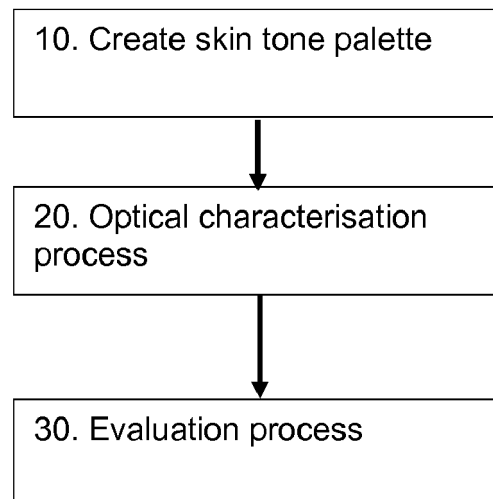 10. Create skin tone palette
20. Optical characterisation
process
30. Evaluation process